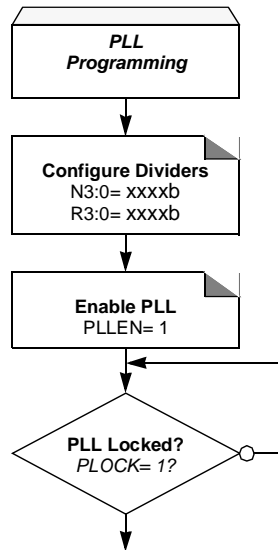 PLL
Programming
Configure Dividers
N3:0= xxxxb
R3:0= xxxxb
Enable PLL
PLLEN= 1
PLL Locked?
PLOCK= 1?